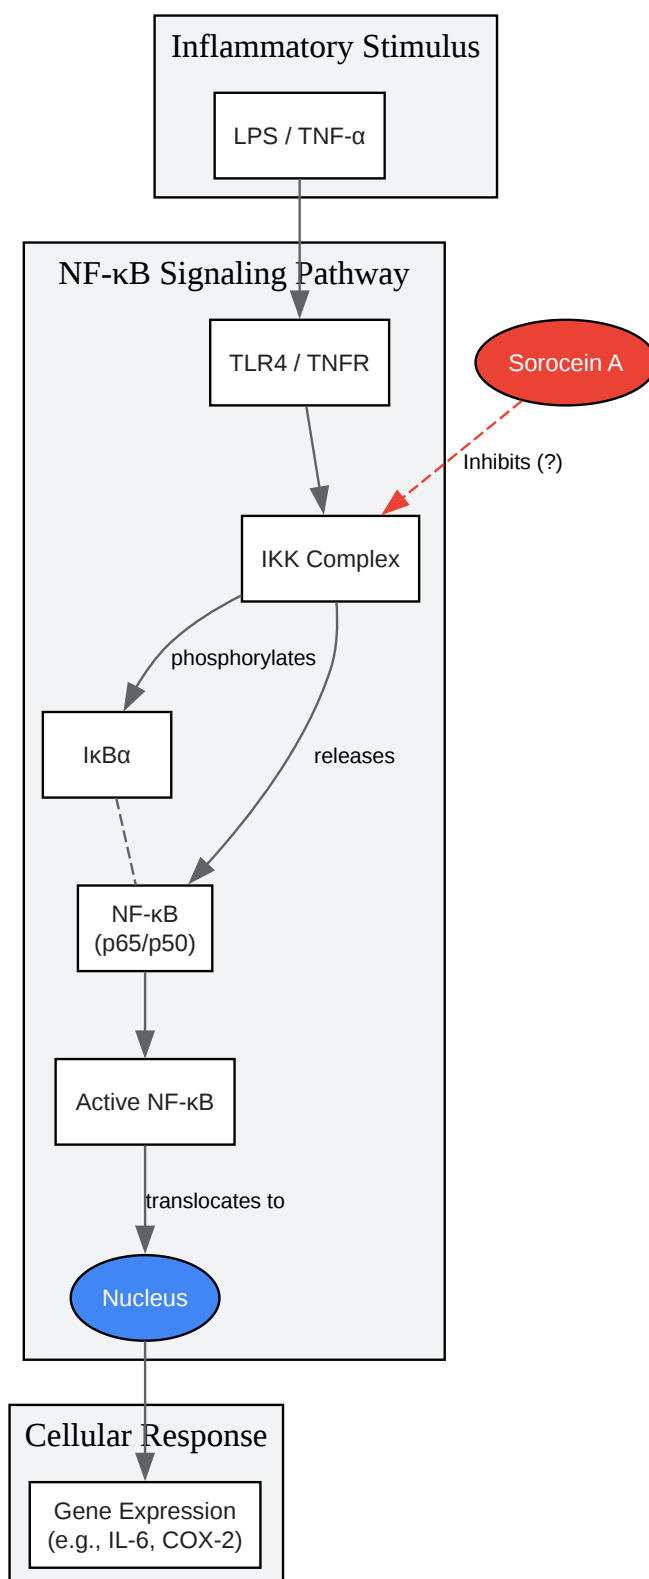 Inflammatory Stimulus
LPS / TNF-α
NF-κB Signaling Pathway
TLR4 / TNFR
Sorocein A
Inhibits (?)
IKK Complex
phosphorylates
IκBα
releases
NF-κB
(p65/p50)
Active NF-κB
translocates to
Nucleus
Cellular Response
Gene Expression
(e.g., IL-6, COX-2)